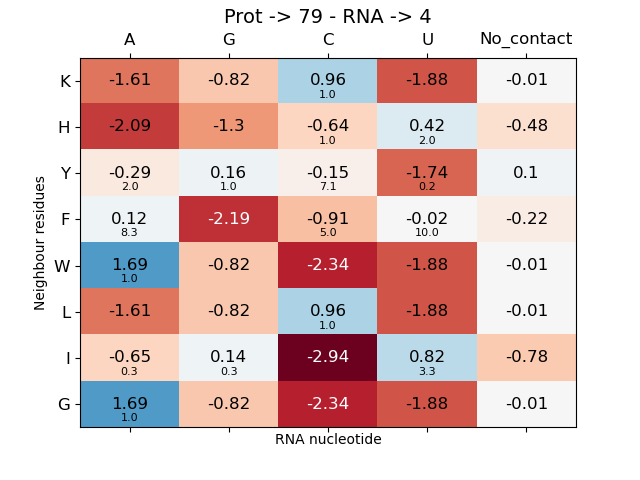 Prot -> 79 - RNA -> 4
A G C U No_contact
K -1.61 -0.82 0.96 -1.88 -0.01
1.0
H -2.09 -1.3 -0.64 0.42 -0.48
1.0 2.0
Y -0.29 0.16 -0.15 -1.74 0.1
2.0 1.0 7.1 0.2
F 0.12 -2.19 -0.91 -0.02 -0.22
8.3 5.0 10.0
W 1.69 -0.82 -2.34 -1.88 -0.01
1.0
L -1.61 -0.82 0.96 -1.88 -0.01
1.0
I -0.65 0.14 -2.94 0.82 -0.78
0.3 0.3 3.3
G 1.69 -0.82 -2.34 -1.88 -0.01
1.0
Neighbour residues
RNA nucleotide